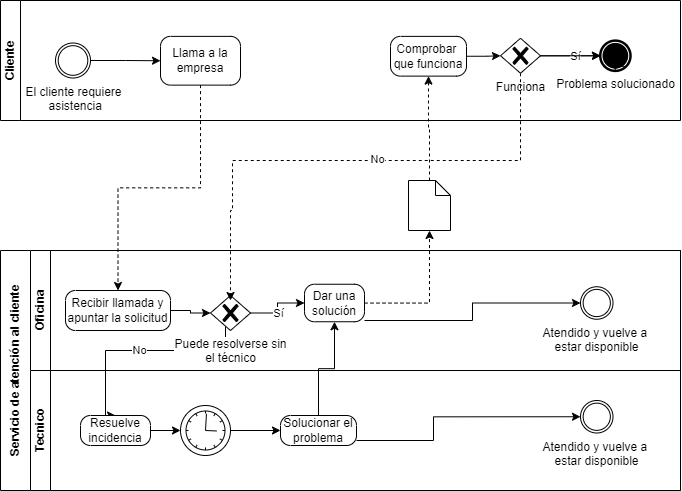 Cliente
El cliente requiere
asistencia
Llama a la
empresa
Comprobar
que funciona
Funciona
Sí
Problema solucionado
No
Servicio de atención al cliente
Oficina
Recibir llamada y
apuntar la solicitud
Puede resolverse sin
el técnico
Sí
Dar una
solución
Atendido y vuelve a
estar disponible
No
Tecnico
Resuelve
incidencia
Solucionar el
problema
Atendido y vuelve a
estar disponible